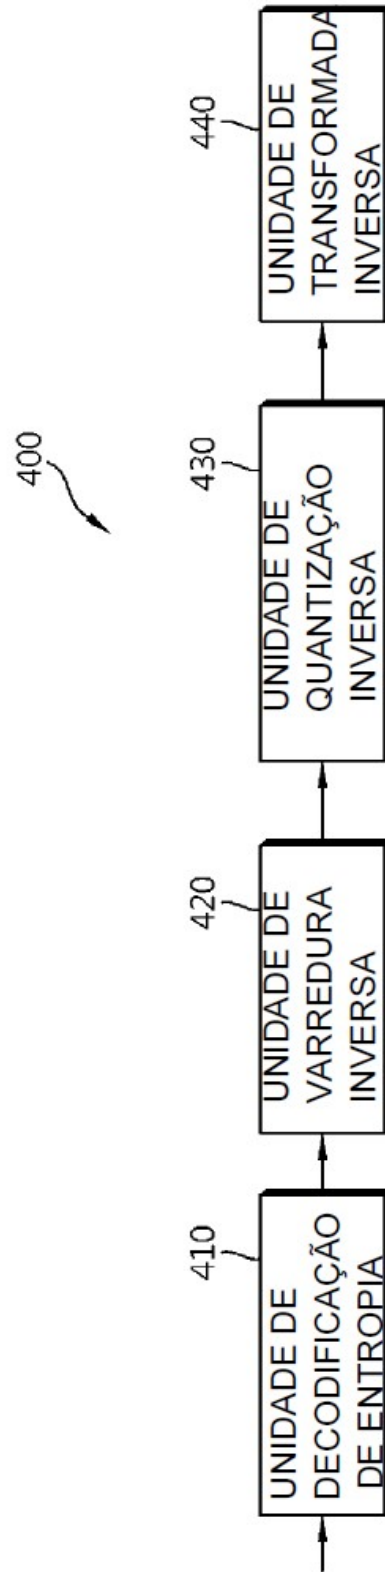 400
410
UNIDADE DE
DECODIFICAÇÃO
DE ENTROPIA
420
UNIDADE DE
VARREDURA
INVERSA
430
UNIDADE DE
QUANTIZAÇÃO
INVERSA
440
UNIDADE DE
TRANSFORMADA
INVERSA